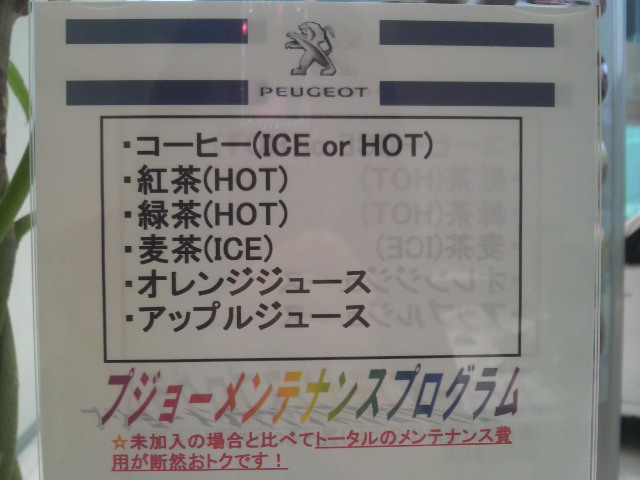 PEUGEOT
・コーヒー(ICE or HOT)
・紅茶(HOT)
・緑茶(HOT)
・麦茶(ICE)
・オレンジジュース
・アップルジュース
プジョーメンテナンスプログラム
☆未加入の場合と比べてトータルのメンテナンス費
用が断然おトクです！